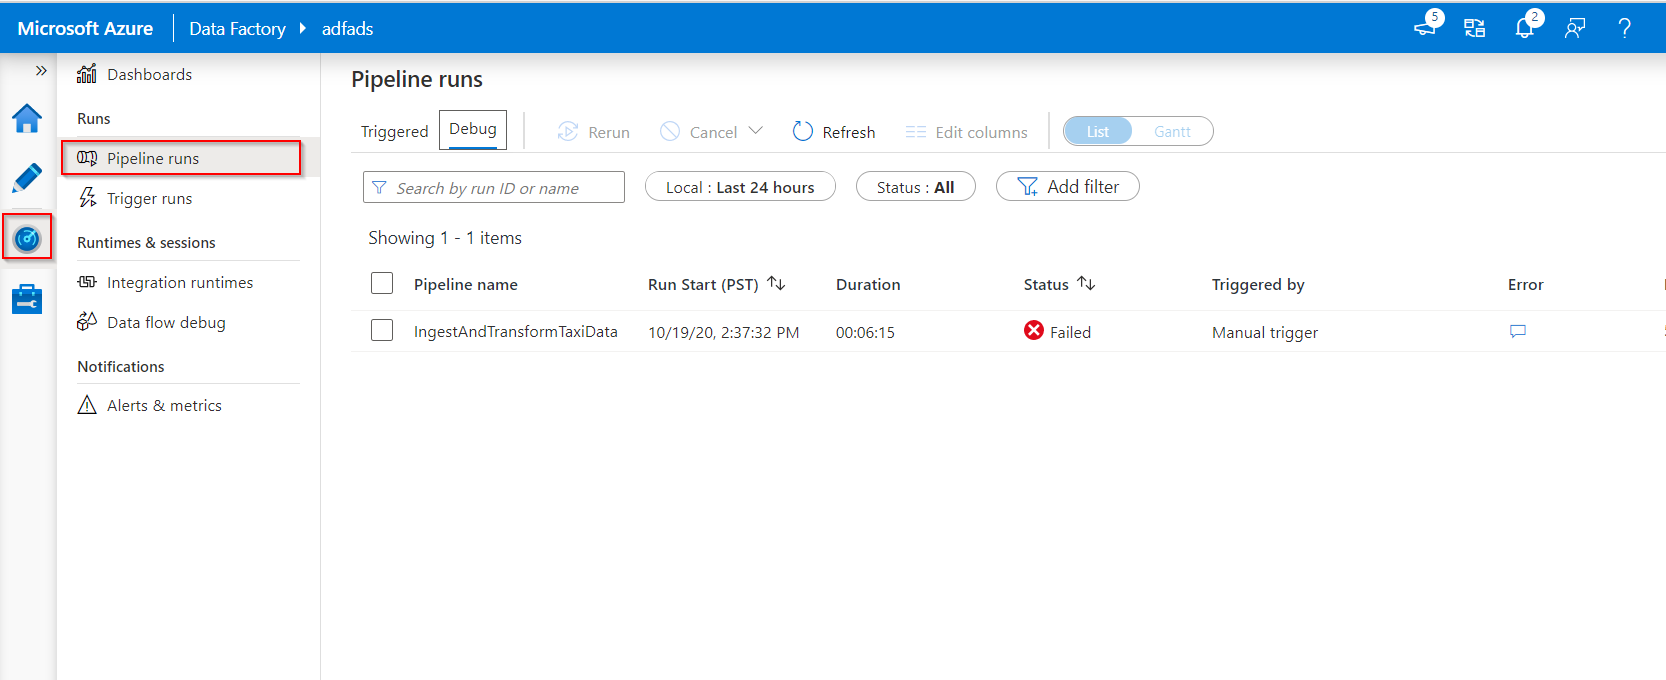 Microsoft Azure Data Factory adfads 5 2
Dashboards
Runs
Pipeline runs
Trigger runs
Runtimes & sessions
Integration runtimes
Data flow debug
Notifications
Alerts & metrics
Pipeline runs
Triggered Debug Rerun Cancel Refresh Edit columns List Gantt
Search by run ID or name Local : Last 24 hours Status : All Add filter
Showing 1 - 1 items
Pipeline name Run Start (PST) Duration Status Triggered by Error
IngestAndTransformTaxiData 10/19/20, 2:37:32 PM 00:06:15 Failed Manual trigger